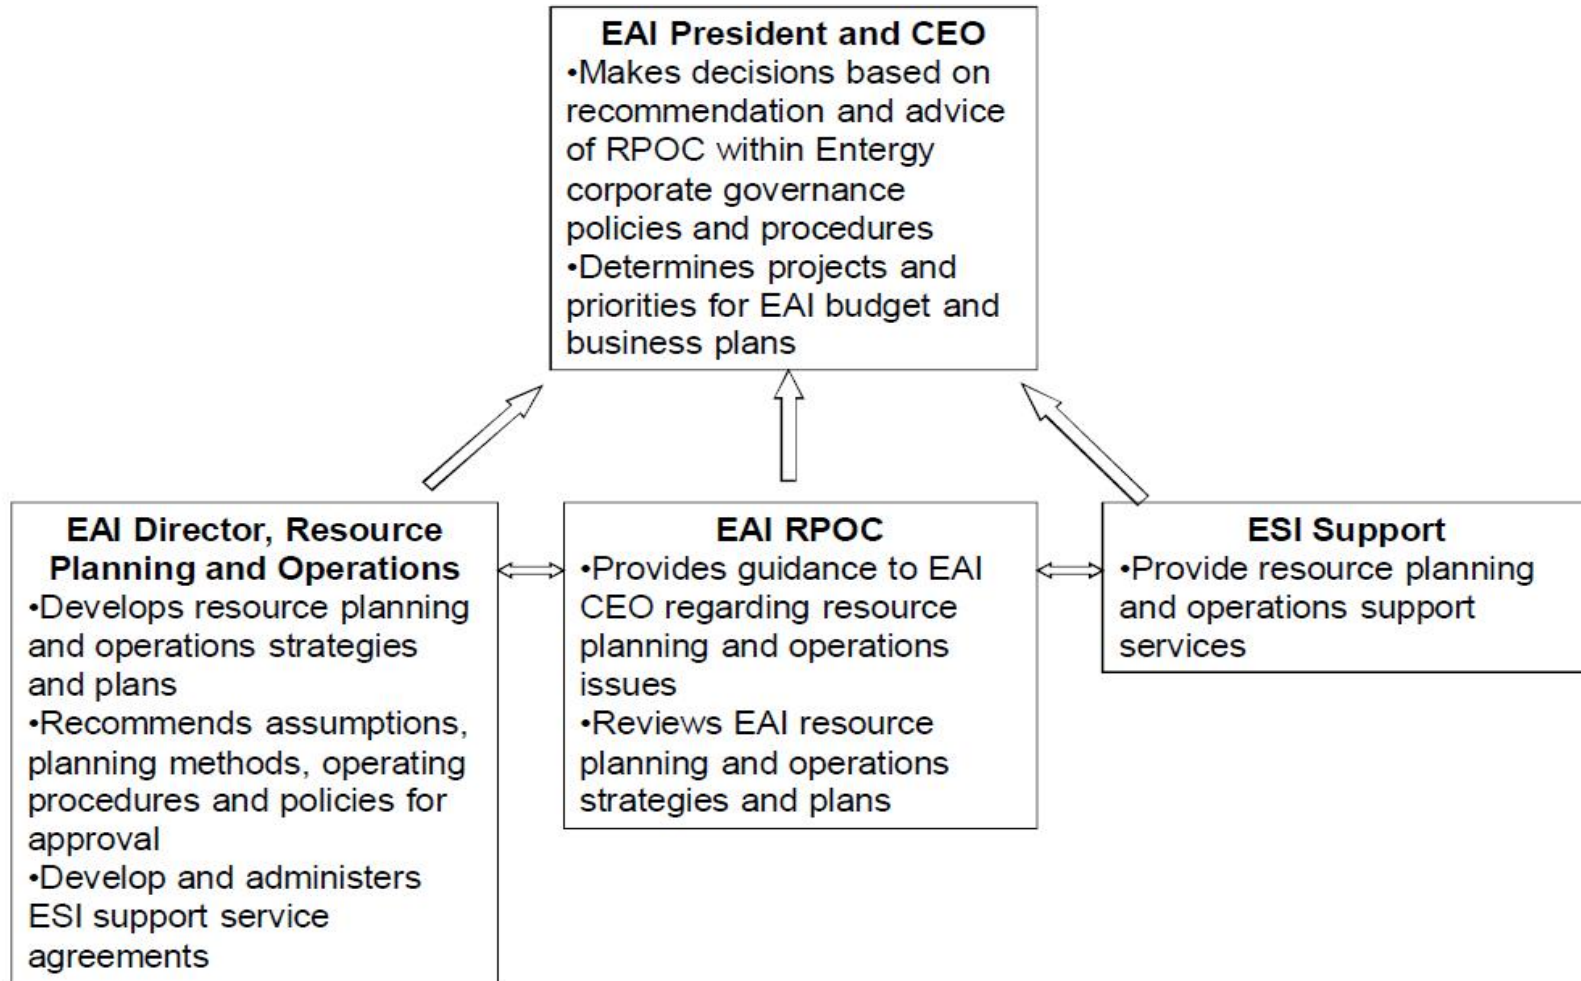 EAI President and CEO
•Makes decisions based on
recommendation and advice
of RPOC within Entergy
corporate governance
policies and procedures
•Determines projects and
priorities for EAI budget and
business plans
EAI Director, Resource
Planning and Operations
•Develops resource planning
and operations strategies
and plans
•Recommends assumptions,
planning methods, operating
procedures and policies for
approval
•Develop and administers
ESI support service
agreements
EAI RPOC
•Provides guidance to EAI
CEO regarding resource
planning and operations
issues
•Reviews EAI resource
planning and operations
strategies and plans
ESI Support
•Provide resource planning
and operations support
services